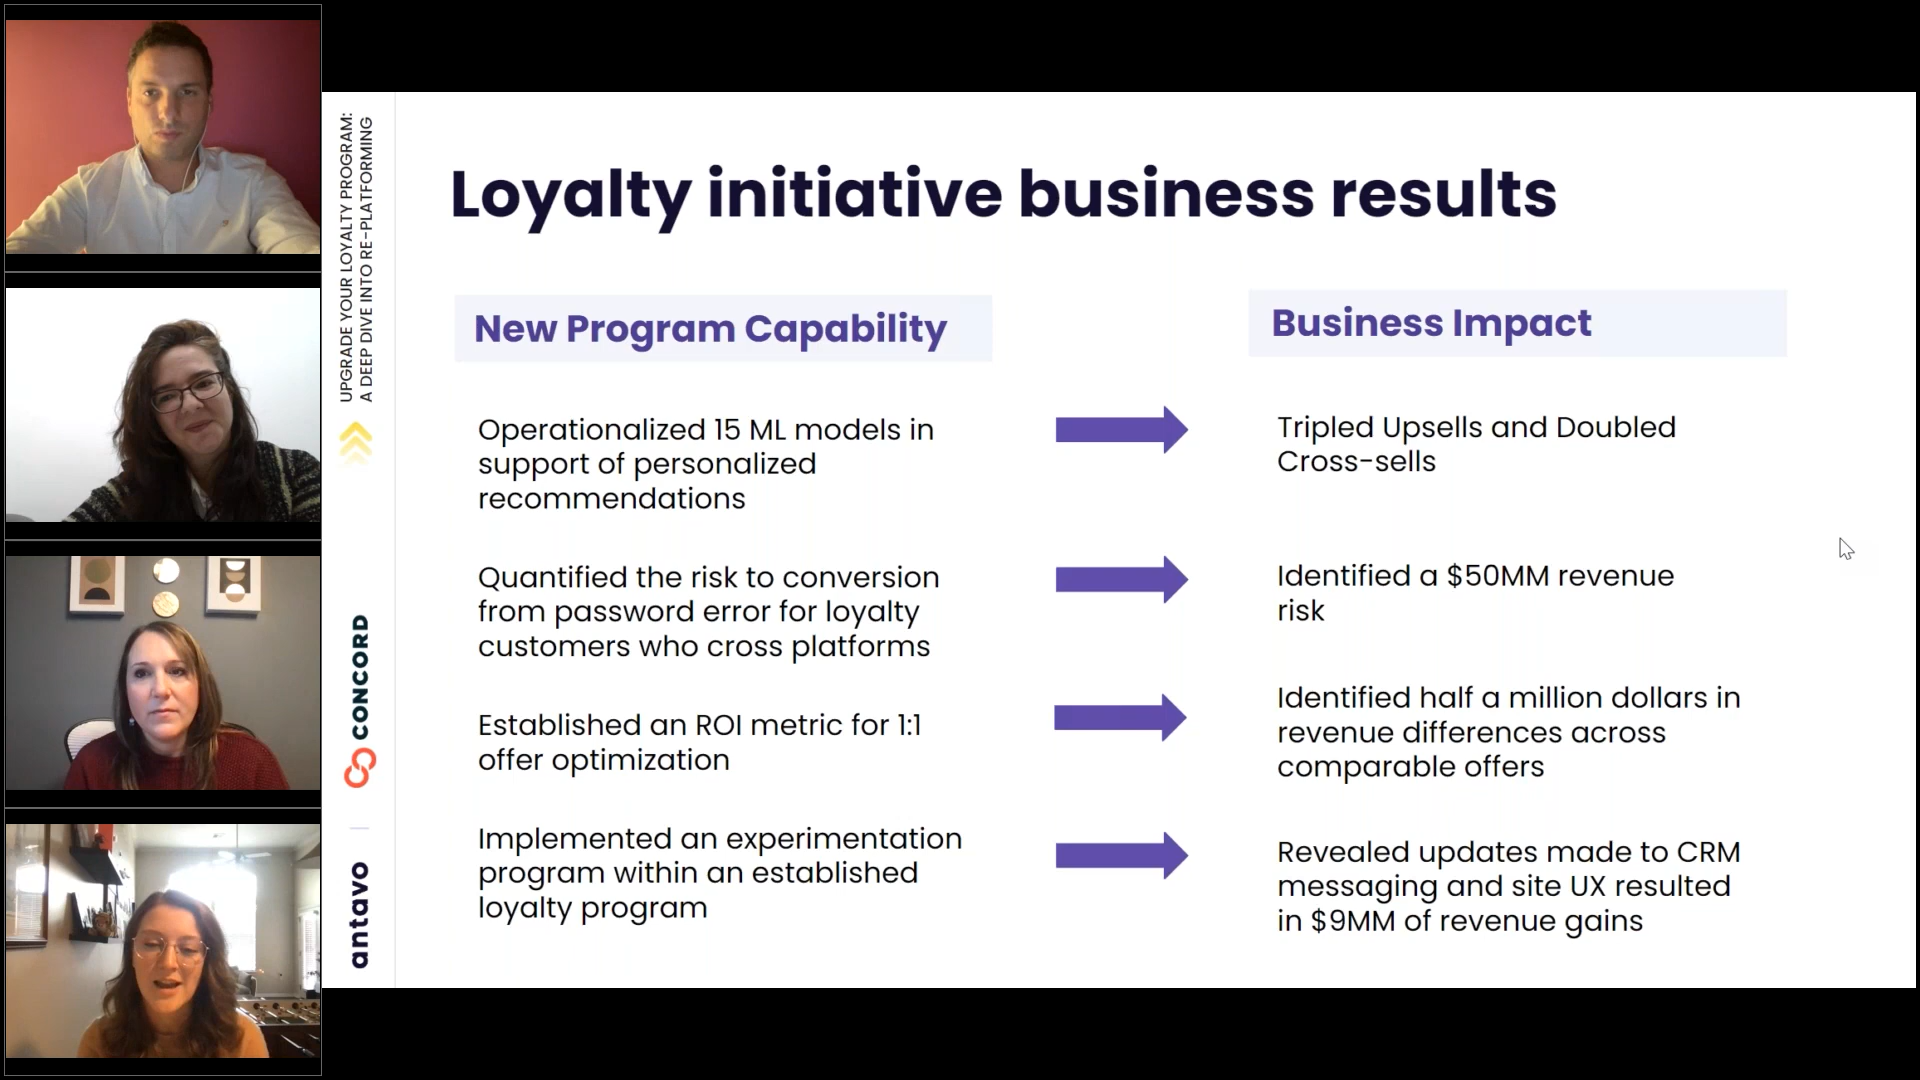 UPGRADE YOUR LOYALTY PROGRAM:
A DEEP DIVE INTO RE-PLATFORMING
CONCORD
antavo
Loyalty initiative business results
New Program Capability
Business Impact
Operationalized 15 ML models in
support of personalized
recommendations
Tripled Upsells and Doubled
Cross-sells
Quantified the risk to conversion
from password error for loyalty
customers who cross platforms
Identified a $50MM revenue
risk
Established an ROI metric for 1:1
offer optimization
Identified half a million dollars in
revenue differences across
comparable offers
Implemented an experimentation
program within an established
loyalty program
Revealed updates made to CRM
messaging and site UX resulted
in $9MM of revenue gains